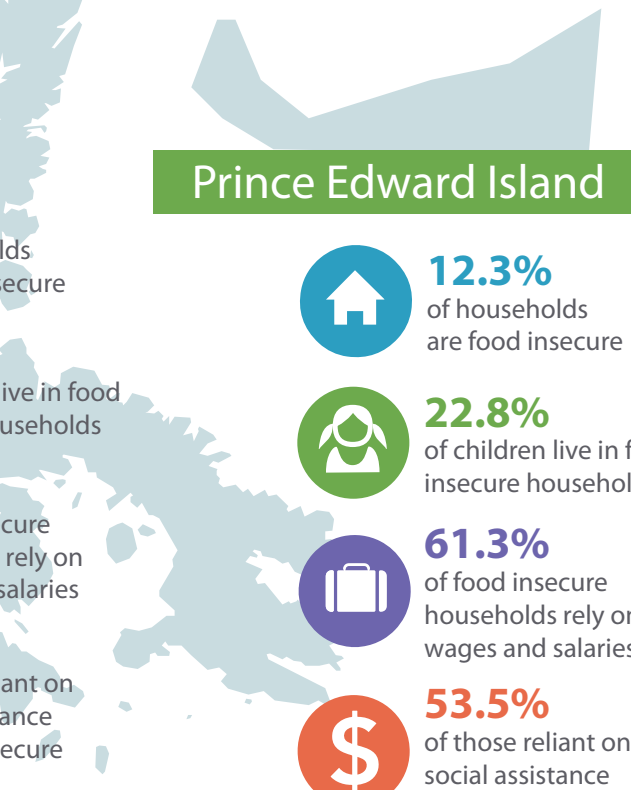 Prince Edward Island
lds
secure
ive in food
useholds
cure
rely on
salaries
iant on
ance
ecure
12.3%
of households
are food insecure
22.8%
of children live in f
insecure househol
61.3%
of food insecure
households rely on
wages and salaries
53.5%
of those reliant on
social assistance